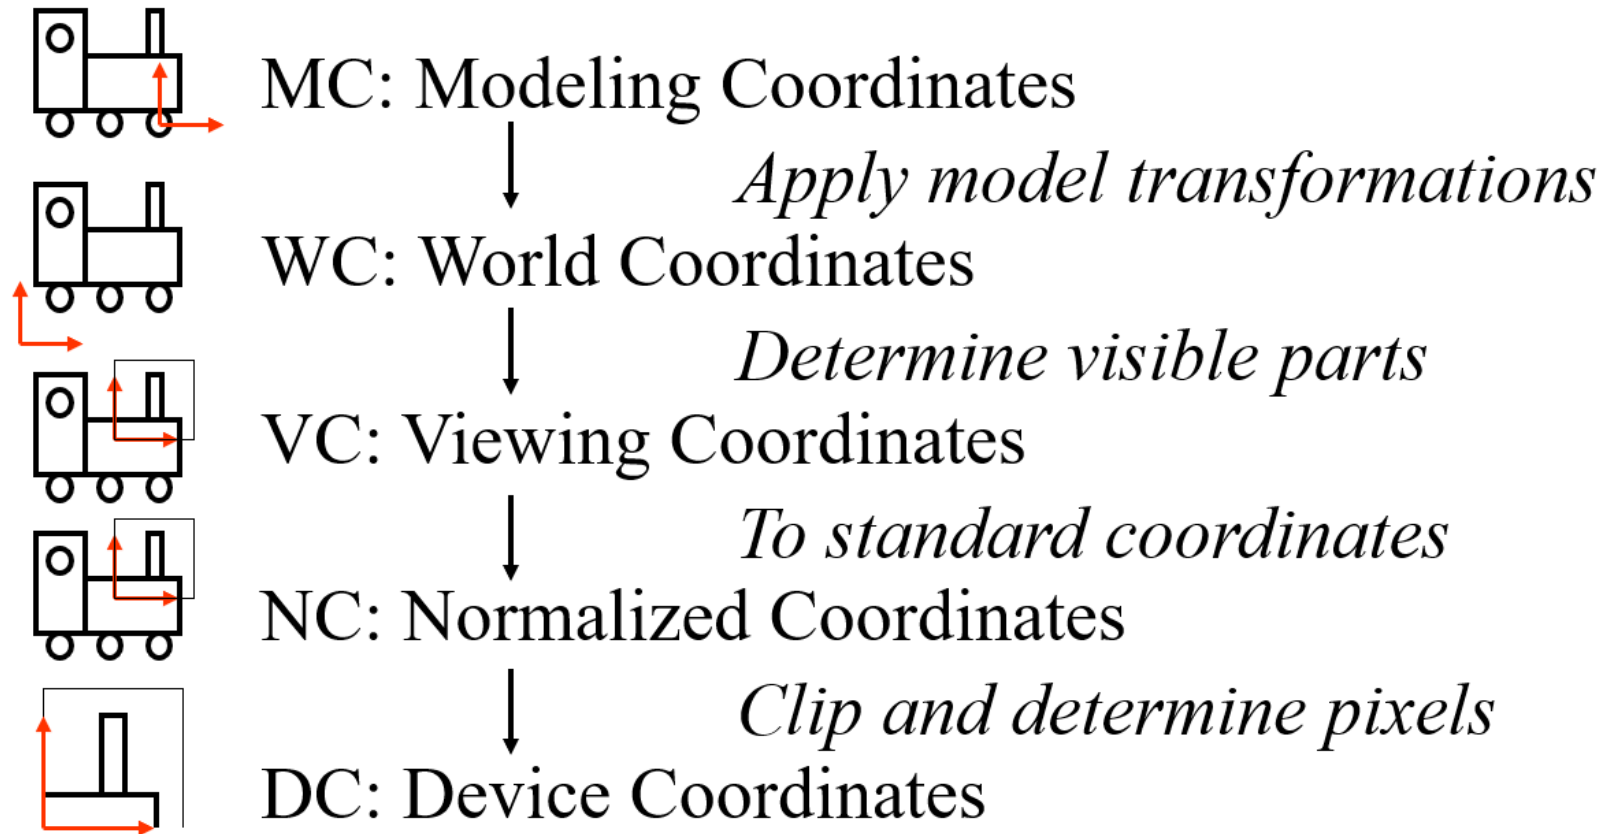 MC: Modeling Coordinates
Apply model transformations
WC: World Coordinates
Determine visible parts
VC: Viewing Coordinates
To standard coordinates
NC: Normalized Coordinates
Clip and determine pixels
DC: Device Coordinates